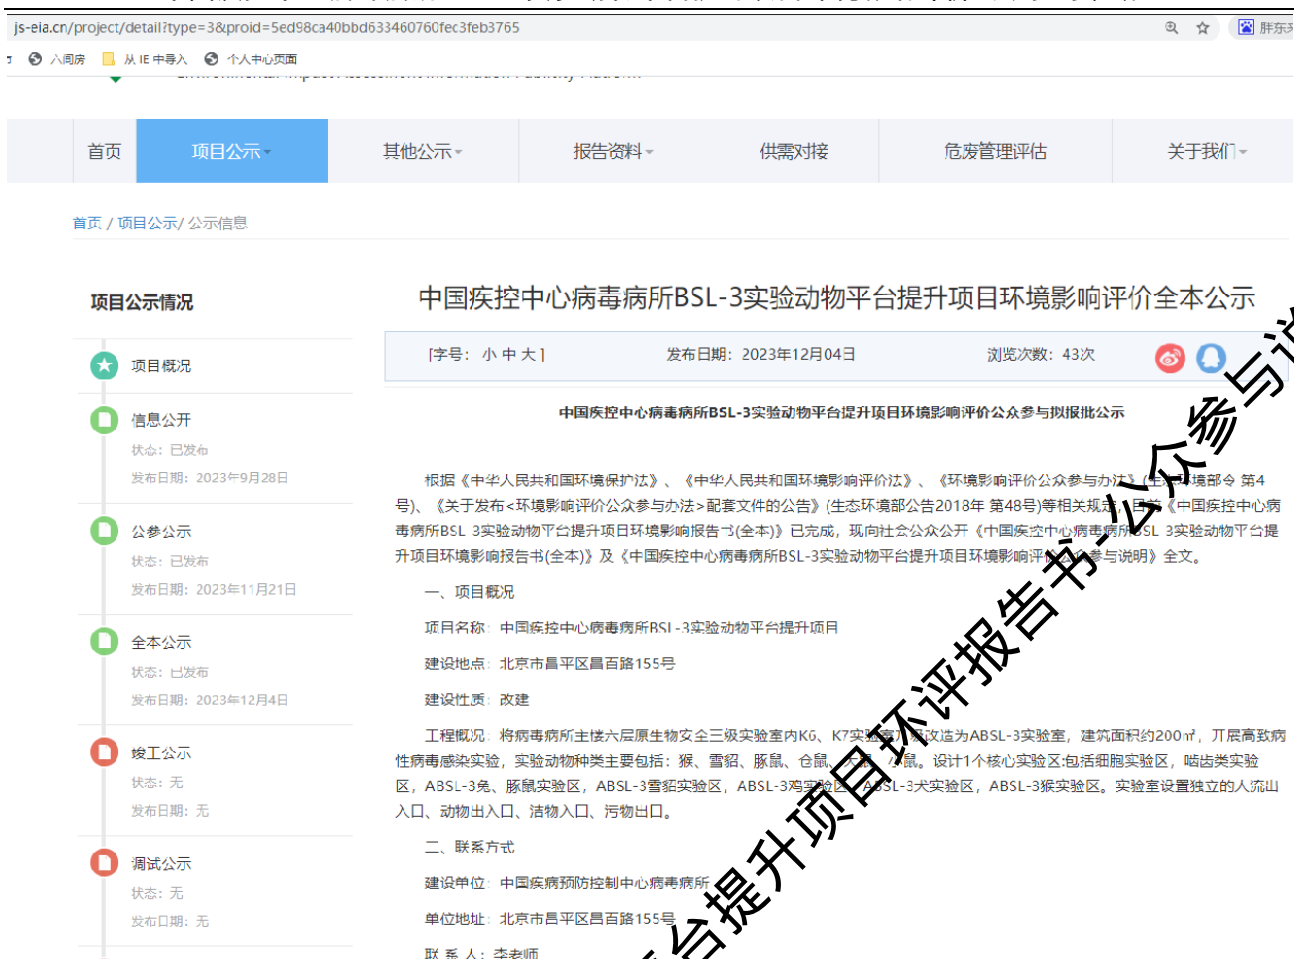 js-eia.cn/project/detail?type=3&proid=5ed98ca40bbd633460760fec3feb3765
胖东
六间房
从 IE 中导入
个人中心页面
首页
项目公示
其他公示
报告资料
供需对接
危废管理评估
关于我们
首页 / 项目公示/ 公示信息
项目公示情况
项目概况
信息公开
状态：已发布
发布日期：2023年9月28日
公参公示
状态：已发布
发布日期：2023年11月21日
全本公示
状态：已发布
发布日期：2023年12月4日
竣工公示
状态：无
发布日期：无
调试公示
状态：无
发布日期：无
中国疾控中心病毒病所BSL-3实验动物平台提升项目环境影响评价全本公示
[字号： 小 中 大 ]
发布日期：2023年12月04日
浏览次数：43次
中国疾控中心病毒病所BSL-3实验动物平台提升项目环境影响评价公众参与拟报批公示
根据《中华人民共和国环境保护法》、《中华人民共和国环境影响评价法》、《环境影响评价公众参与办法》(生态环境部令 第4
号)、《关于发布<环境影响评价公众参与办法>配套文件的公告》(生态环境部公告2018年 第48号)等相关规定，目前《中国疾控中心病
毒病所BSL-3实验动物平台提升项目环境影响报告书(全本)》已完成，现向社会公众公开《中国疾控中心病毒病所BSL-3实验动物平台提
升项目环境影响报告书(全本)》及《中国疾控中心病毒病所BSL-3实验动物平台提升项目环境影响评价公众参与说明》全文。
一、项目概况
项目名称：中国疾控中心病毒病所BSL-3实验动物平台提升项目
建设地点：北京市昌平区昌百路155号
建设性质：改建
工程概况：将病毒病所主楼六层原生物安全三级实验室内K6、K7实验室升级改造为ABSL-3实验室，建筑面积约200㎡，开展高致病
性病毒感染实验，实验动物种类主要包括：猴、雪貂、豚鼠、仓鼠、大鼠、小鼠。设计1个核心实验区:包括细胞实验区，啮齿类实验
区，ABSL-3兔、豚鼠实验区，ABSL-3雪貂实验区，ABSL-3鸡实验区，ABSL-3犬实验区，ABSL-3猴实验区。实验室设置独立的人流出
入口、动物出入口、洁物入口、污物出口。
二、联系方式
建设单位：中国疾病预防控制中心病毒病所
单位地址：北京市昌平区昌百路155号
联 系 人：李老师
台提升项目环评报告书-公众参与说